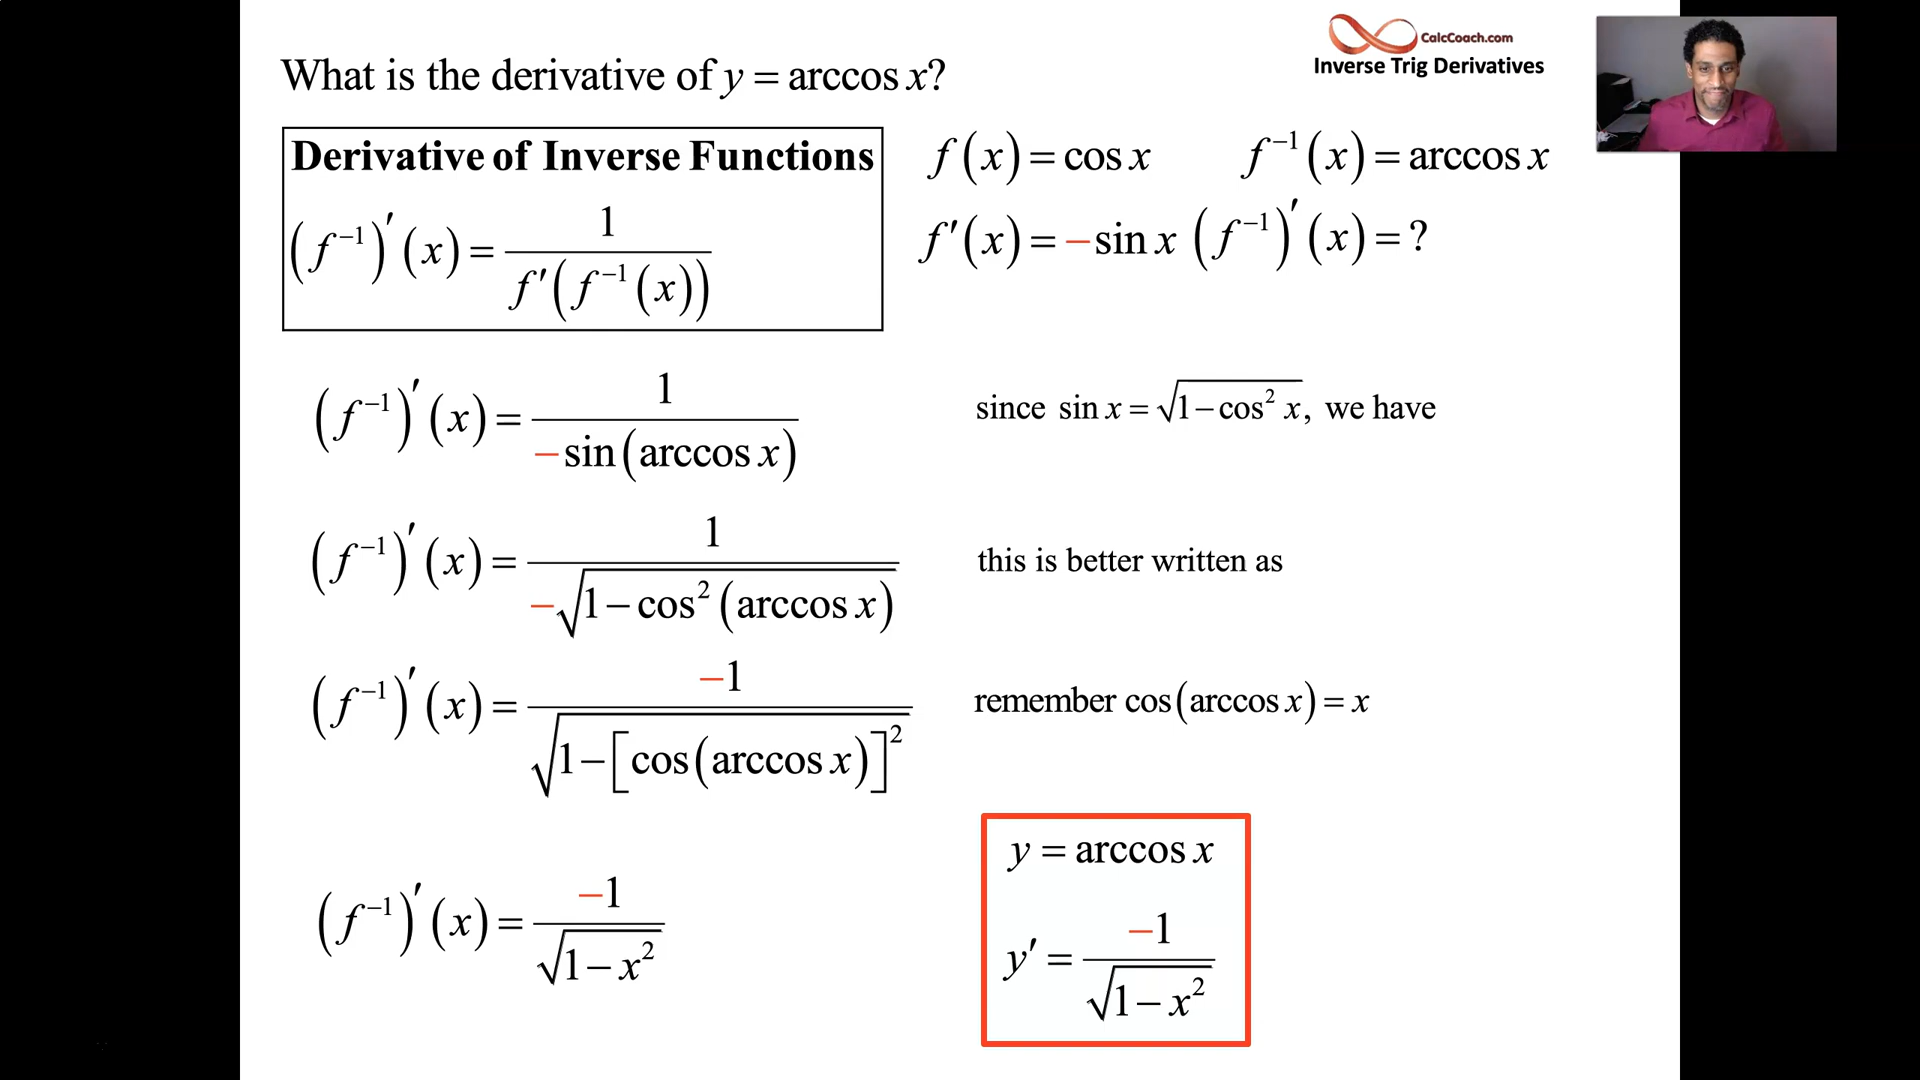 What is the derivative of y = arccos x?
CalcCoach.com
Inverse Trig Derivatives
Derivative of Inverse Functions
(f⁻¹)′(x) = 1 / f′(f⁻¹(x))
f(x) = cos x    f⁻¹(x) = arccos x
f′(x) = −sin x (f⁻¹)′(x) = ?
(f⁻¹)′(x) = 1 / −sin(arccos x)
since sin x = √(1 − cos² x), we have
(f⁻¹)′(x) = 1 / −√(1 − cos²(arccos x))
this is better written as
(f⁻¹)′(x) = −1 / √(1 − [cos(arccos x)]²)
remember cos(arccos x) = x
(f⁻¹)′(x) = −1 / √(1 − x²)
y = arccos x
y′ = −1 / √(1 − x²)